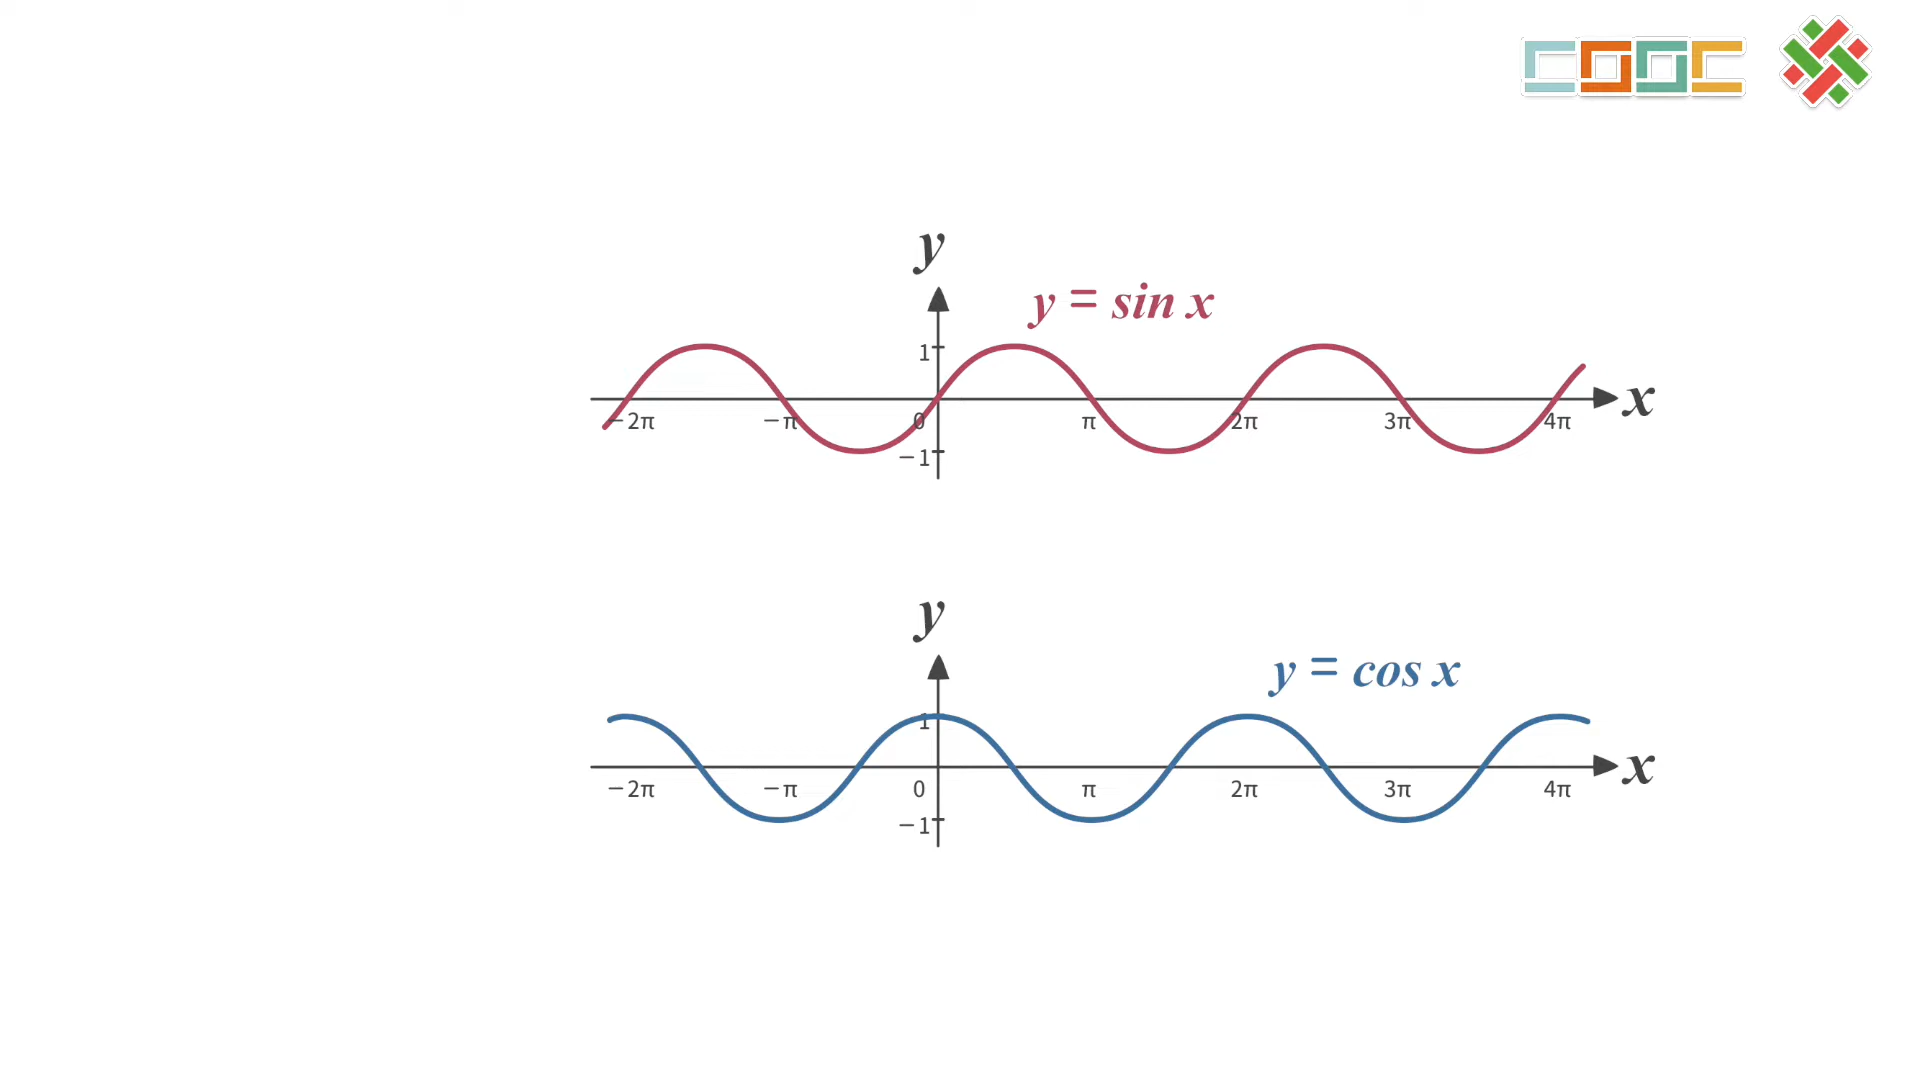 y
y = sin x
1
x
−2π −π 0 π 2π 3π 4π
−1
y
y = cos x
1
x
−2π −π 0 π 2π 3π 4π
−1